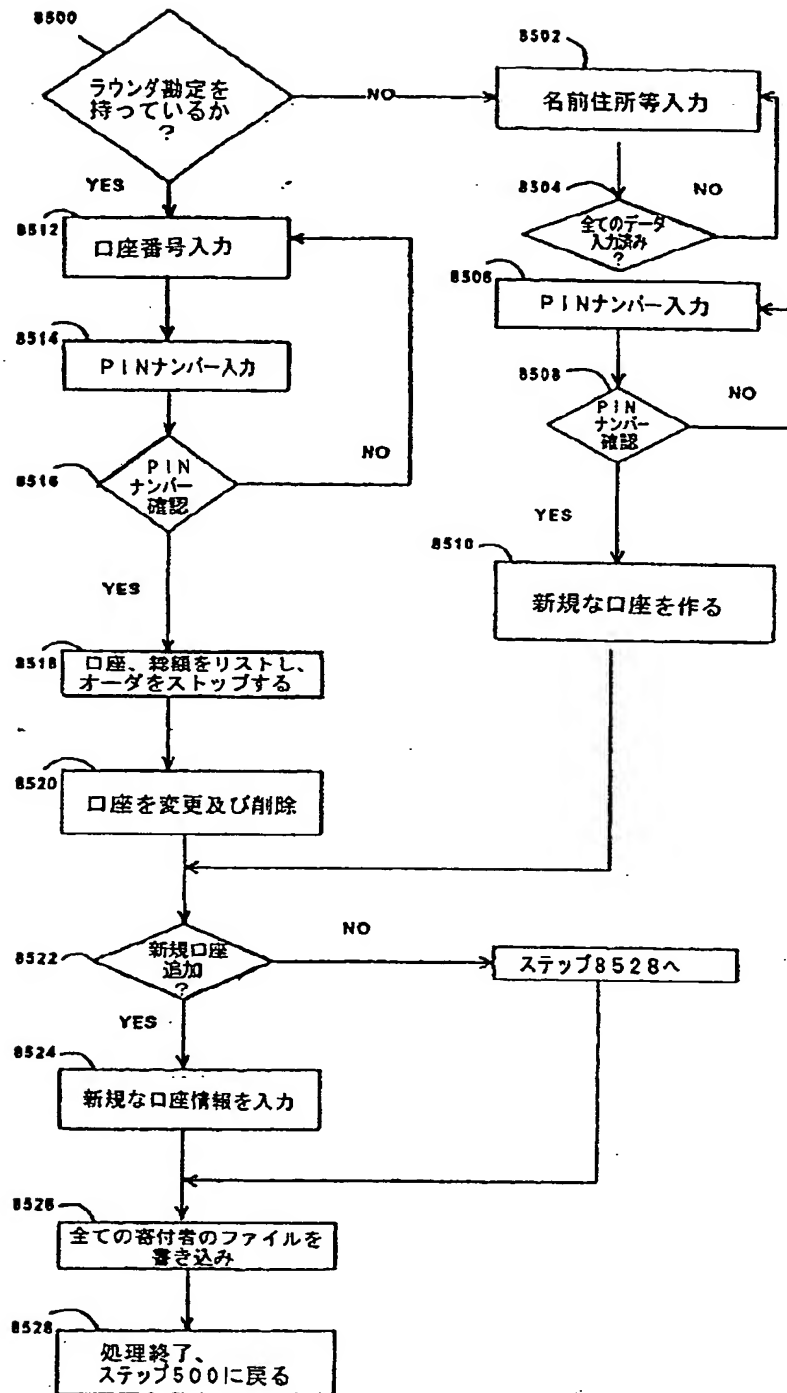 8500
ラウンダ勘定を
持っているか
?
NO
YES
8502
名前住所等入力
8504
全てのデータ
入力済み
?
NO
8506
PINナンバー入力
8508
PIN
ナンバー
確認
NO
YES
8510
新規な口座を作る
8512
口座番号入力
8514
PINナンバー入力
8516
PIN
ナンバー
確認
NO
YES
8518
口座、総額をリストし、
オーダをストップする
8520
口座を変更及び削除
8522
新規口座
追加
?
NO
ステップ8528へ
YES
8524
新規な口座情報を入力
8526
全ての寄付者のファイルを
書き込み
8528
処理終了、
ステップ500に戻る